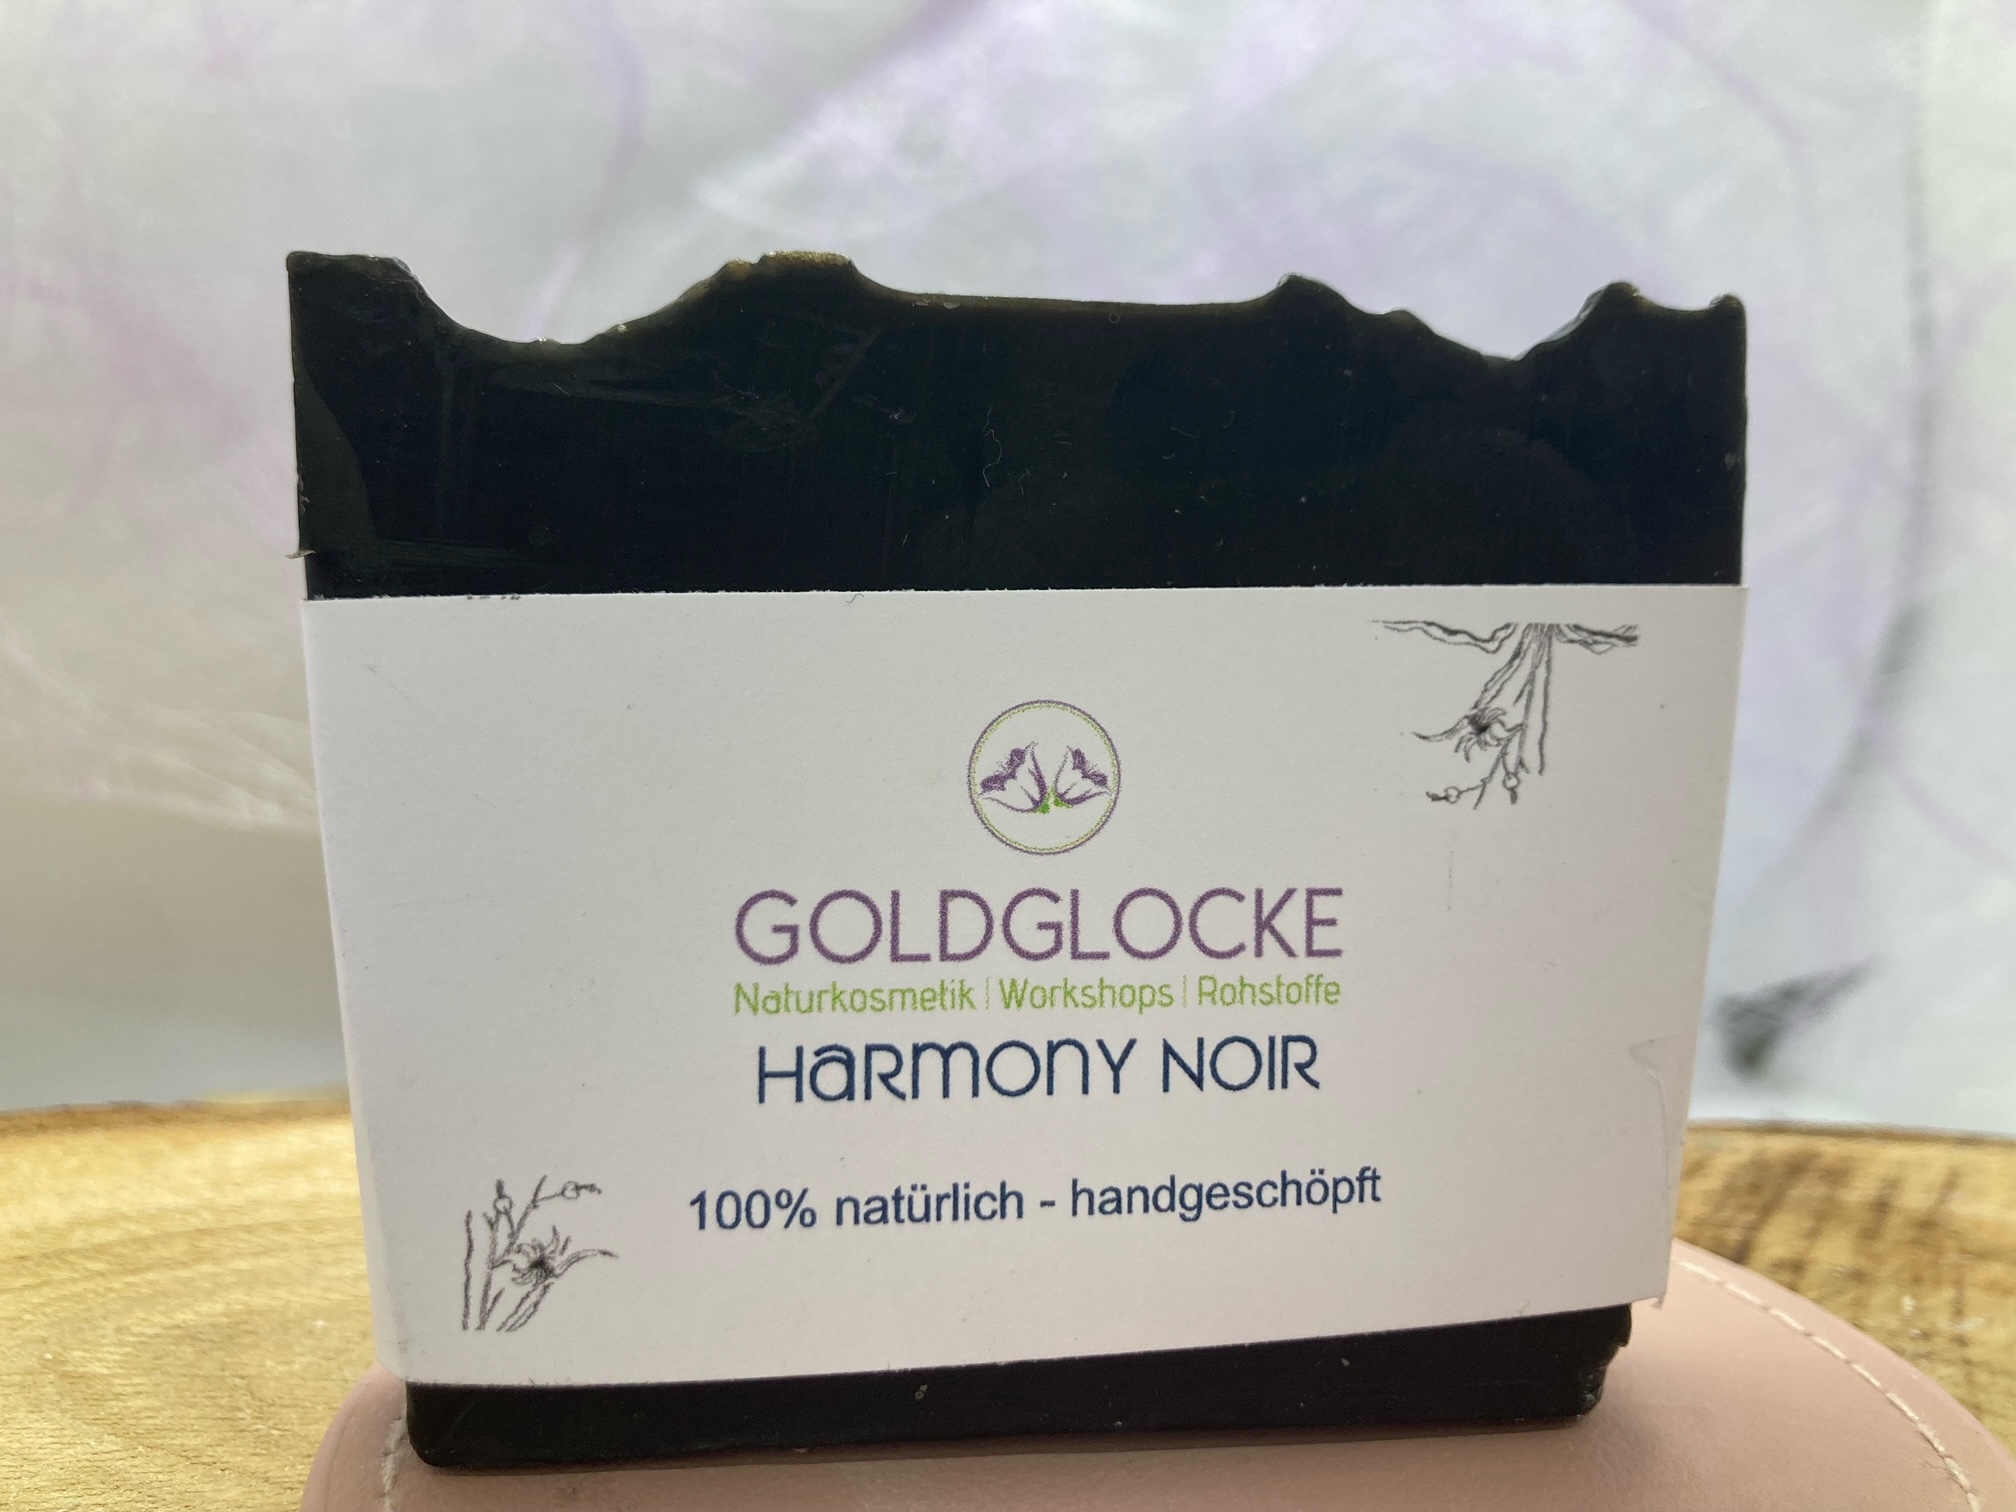 GOLDGLOCKE
Naturkosmetik | Workshops | Rohstoffe
HARMONY NOIR
100% natürlich - handgeschöpft